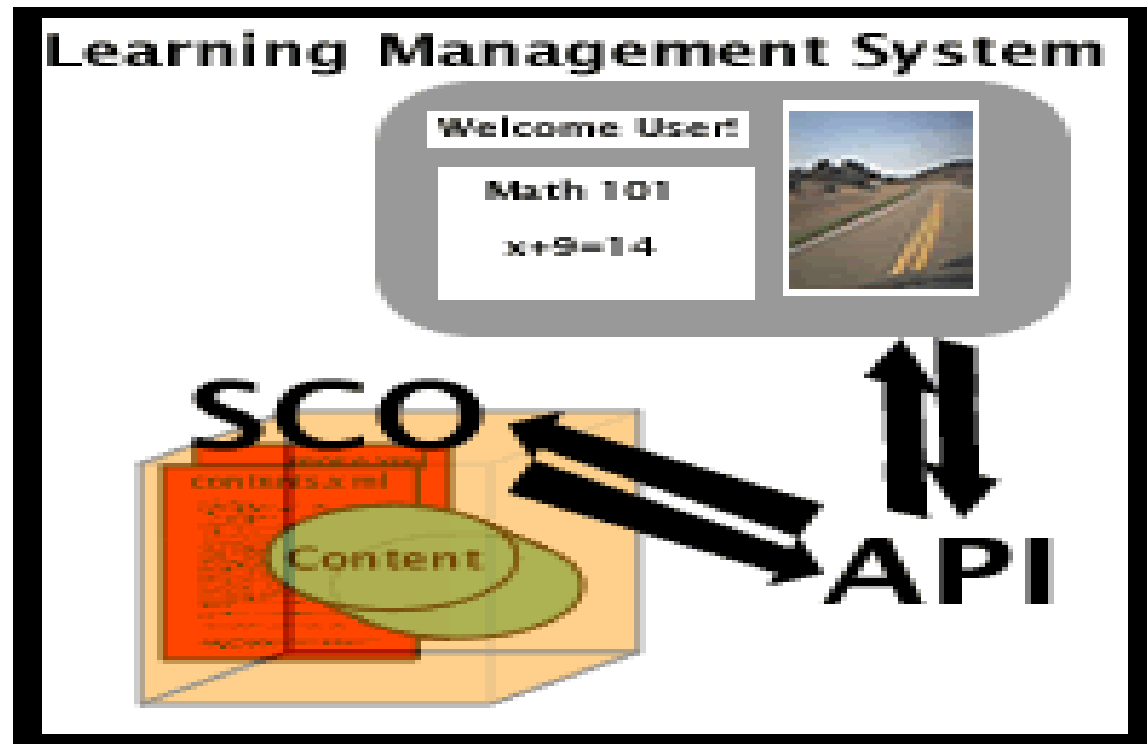 Learning Management System
Welcome User!
Math 101
x+9=14
SCO
contents.xml
Content
API